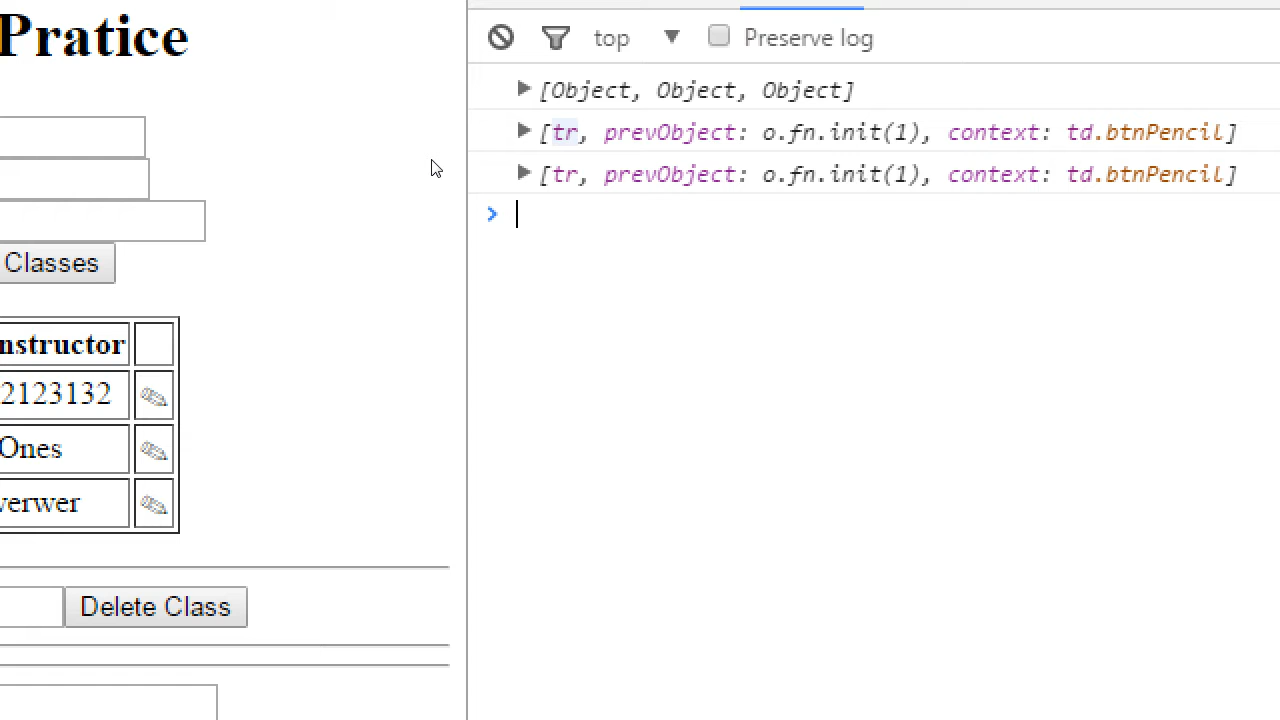 Pratice
Classes
nstructor
2123132
Ones
verwer
Delete Class
top Preserve log
[Object, Object, Object]
[tr, prevObject: o.fn.init(1), context: td.btnPencil]
[tr, prevObject: o.fn.init(1), context: td.btnPencil]